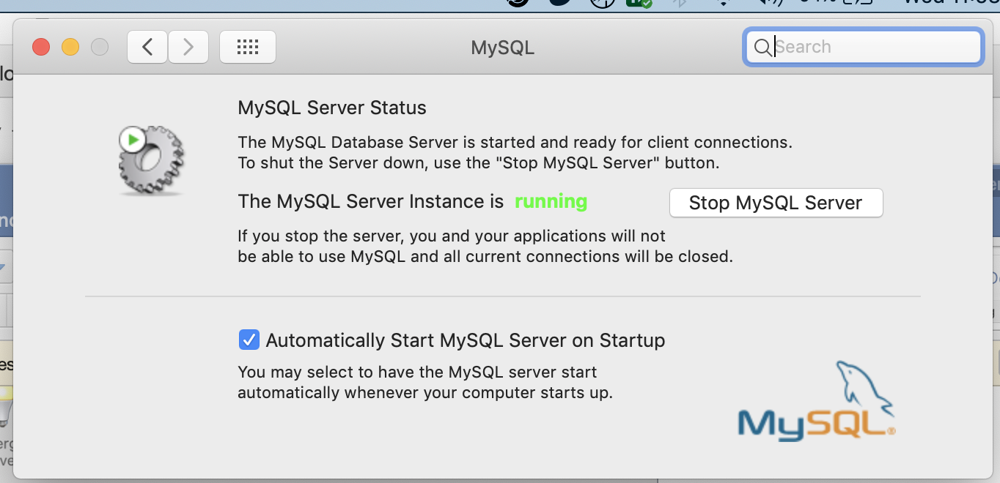 MySQL
Search
MySQL Server Status
The MySQL Database Server is started and ready for client connections.
To shut the Server down, use the "Stop MySQL Server" button.
The MySQL Server Instance is running
Stop MySQL Server
If you stop the server, you and your applications will not
be able to use MySQL and all current connections will be closed.
Automatically Start MySQL Server on Startup
You may select to have the MySQL server start
automatically whenever your computer starts up.
MySQL®